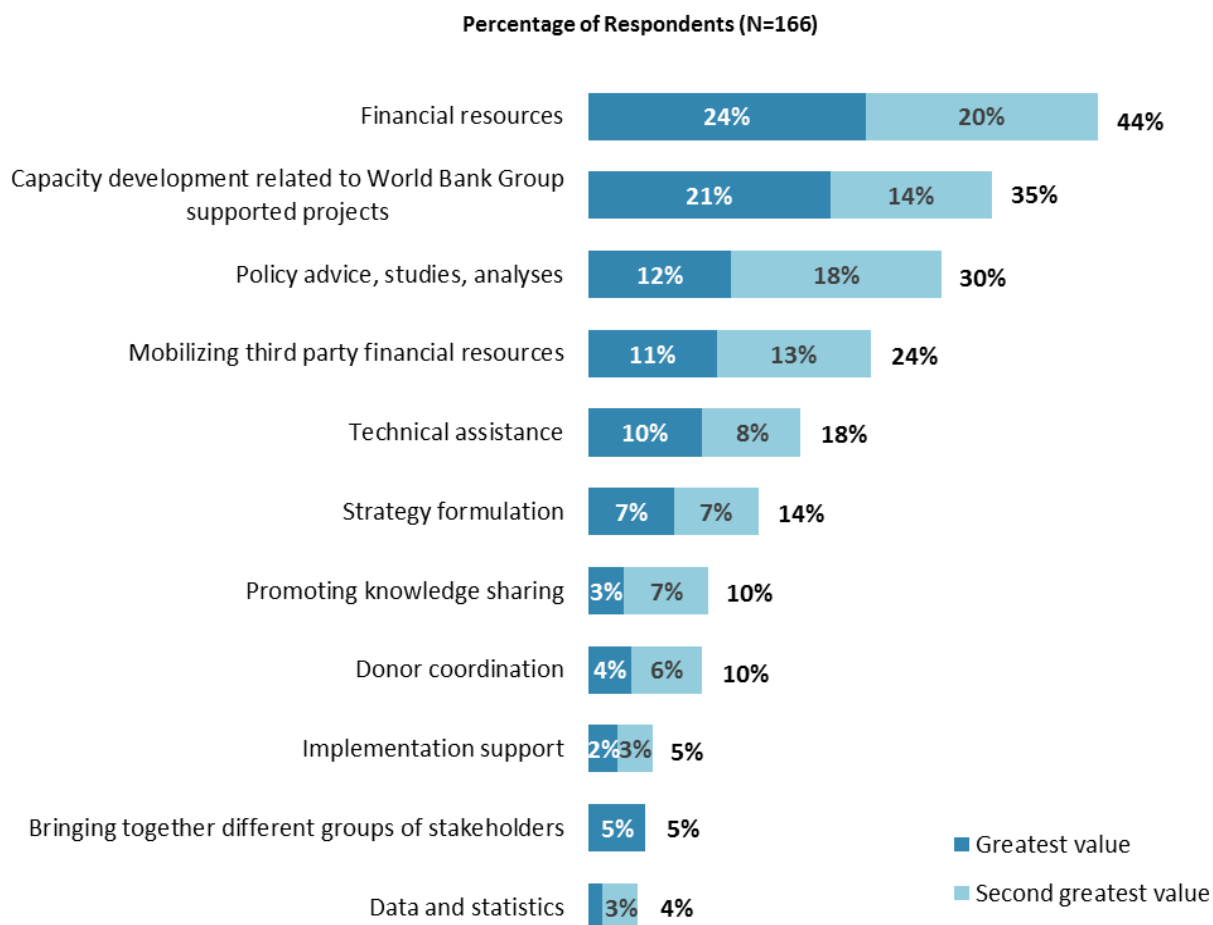 Percentage of Respondents (N=166)
Financial resources 24% 20% 44%
Capacity development related to World Bank Group
supported projects 21% 14% 35%
Policy advice, studies, analyses 12% 18% 30%
Mobilizing third party financial resources 11% 13% 24%
Technical assistance 10% 8% 18%
Strategy formulation 7% 7% 14%
Promoting knowledge sharing 3% 7% 10%
Donor coordination 4% 6% 10%
Implementation support 2% 3% 5%
Bringing together different groups of stakeholders 5% 5%
Greatest value
Second greatest value
Data and statistics 3% 4%